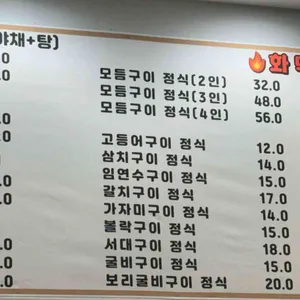 야채+탕)
🔥화
모듬구이 정식(2인) 32.0
모듬구이 정식(3인) 48.0
모듬구이 정식(4인) 56.0
고등어구이 정식 12.0
삼치구이 정식 14.0
임연수구이 정식 15.0
갈치구이 정식 17.0
가자미구이 정식 14.0
볼락구이 정식 15.0
서대구이 정식 18.0
굴비구이 정식 15.0
보리굴비구이 정식 20.0